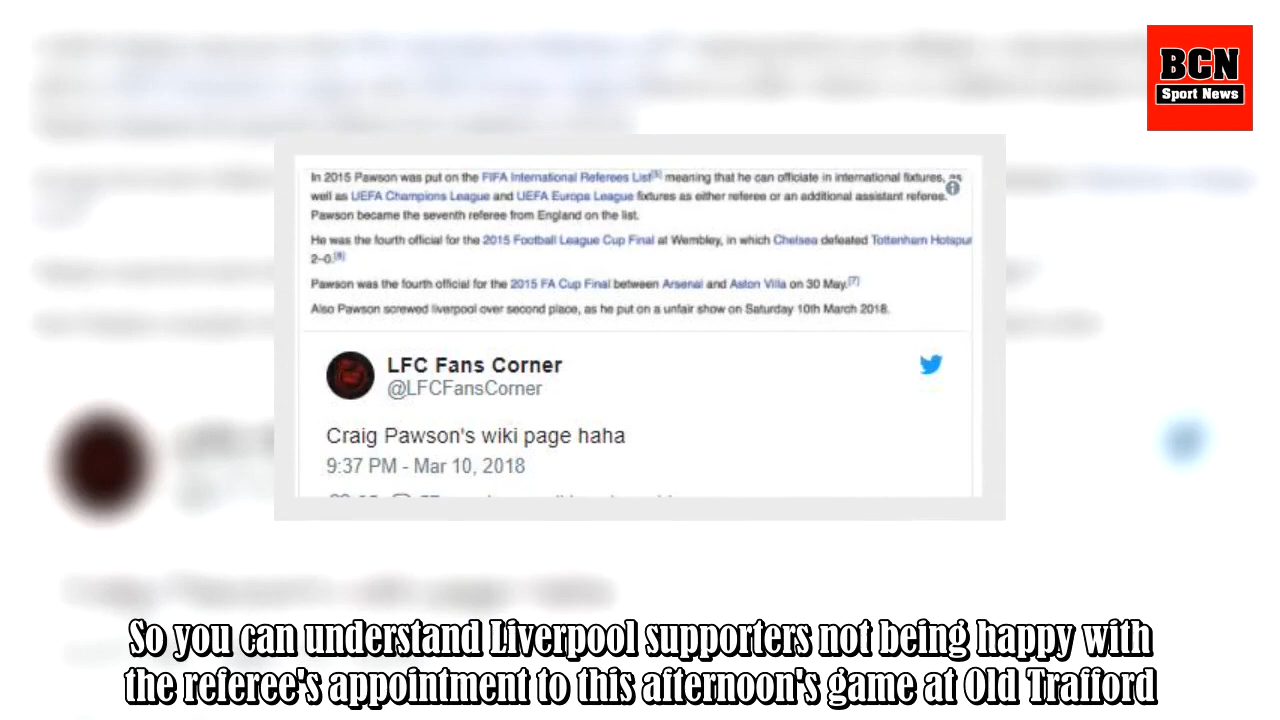 BCN
Sport News
In 2015 Pawson was put on the FIFA International Referees List[5] meaning that he can officiate in international fixtures, as
well as UEFA Champions League and UEFA Europa League fixtures as either referee or an additional assistant referee.
Pawson became the seventh referee from England on the list.
He was the fourth official for the 2015 Football League Cup Final at Wembley, in which Chelsea defeated Tottenham Hotspur
2–0.[6]
Pawson was the fourth official for the 2015 FA Cup Final between Arsenal and Aston Villa on 30 May.[7]
Also Pawson screwed liverpool over second place, as he put on a unfair show on Saturday 10th March 2018.
LFC Fans Corner
@LFCFansCorner
Craig Pawson's wiki page haha
9:37 PM - Mar 10, 2018
So you can understand Liverpool supporters not being happy with
the referee's appointment to this afternoon's game at Old Trafford